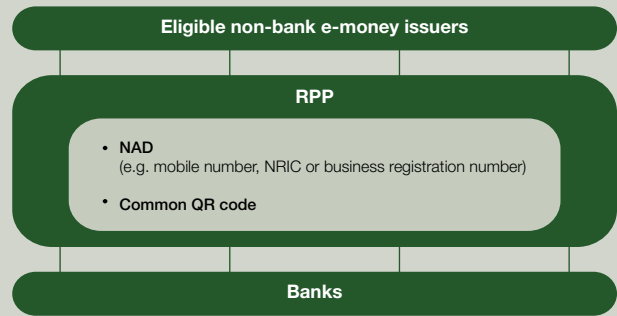 Eligible non-bank e-money issuers
RPP
• NAD
(e.g. mobile number, NRIC or business registration number)
• Common QR code
Banks